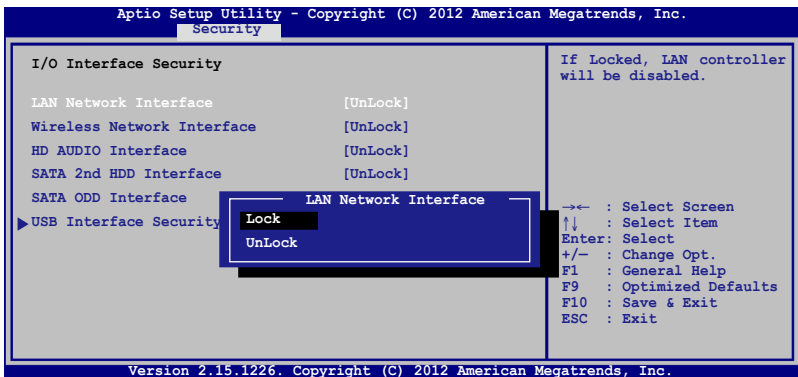 Aptio Setup Utility - Copyright (C) 2012 American Megatrends, Inc.
Security
I/O Interface Security
LAN Network Interface [UnLock]
Wireless Network Interface [UnLock]
HD AUDIO Interface [UnLock]
SATA 2nd HDD Interface [UnLock]
SATA ODD Interface
USB Interface Security
LAN Network Interface
Lock
UnLock
If Locked, LAN controller
will be disabled.
→← : Select Screen
↑↓ : Select Item
Enter: Select
+/— : Change Opt.
F1 : General Help
F9 : Optimized Defaults
F10 : Save & Exit
ESC : Exit
Version 2.15.1226. Copyright (C) 2012 American Megatrends, Inc.